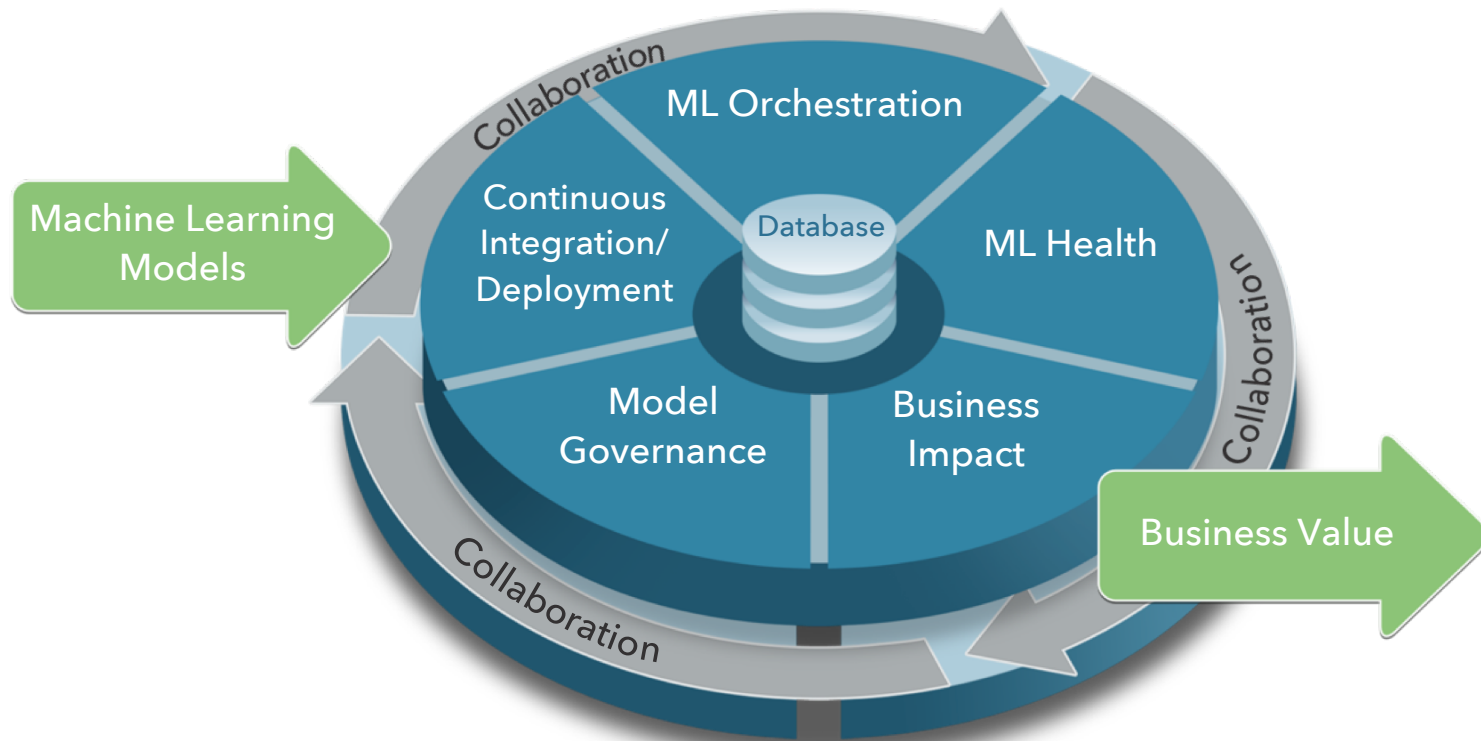 Collaboration
ML Orchestration
Machine Learning
Models
Continuous
Integration/
Deployment
Database
ML Health
Collaboration
Model
Governance
Business
Impact
Business Value
Collaboration